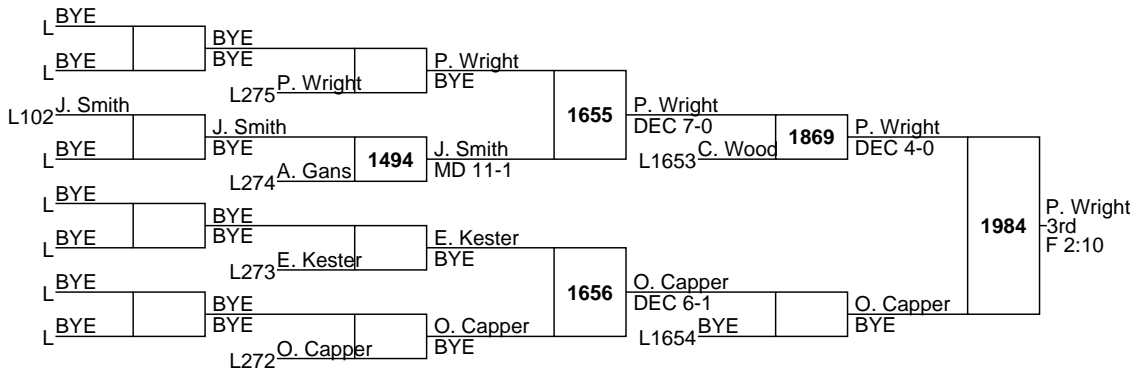 L BYE
L BYE
BYE
BYE
L275 P. Wright
P. Wright
BYE
L102 J. Smith
L BYE
J. Smith
BYE
L274 A. Gans
1494
J. Smith
MD 11-1
1655
P. Wright
DEC 7-0
L1653 C. Wood
1869
P. Wright
DEC 4-0
L BYE
L BYE
BYE
BYE
L273 E. Kester
E. Kester
BYE
L BYE
L BYE
BYE
BYE
L272 O. Capper
O. Capper
BYE
1656
O. Capper
DEC 6-1
L1654 BYE
O. Capper
BYE
1984
P. Wright
3rd
F 2:10